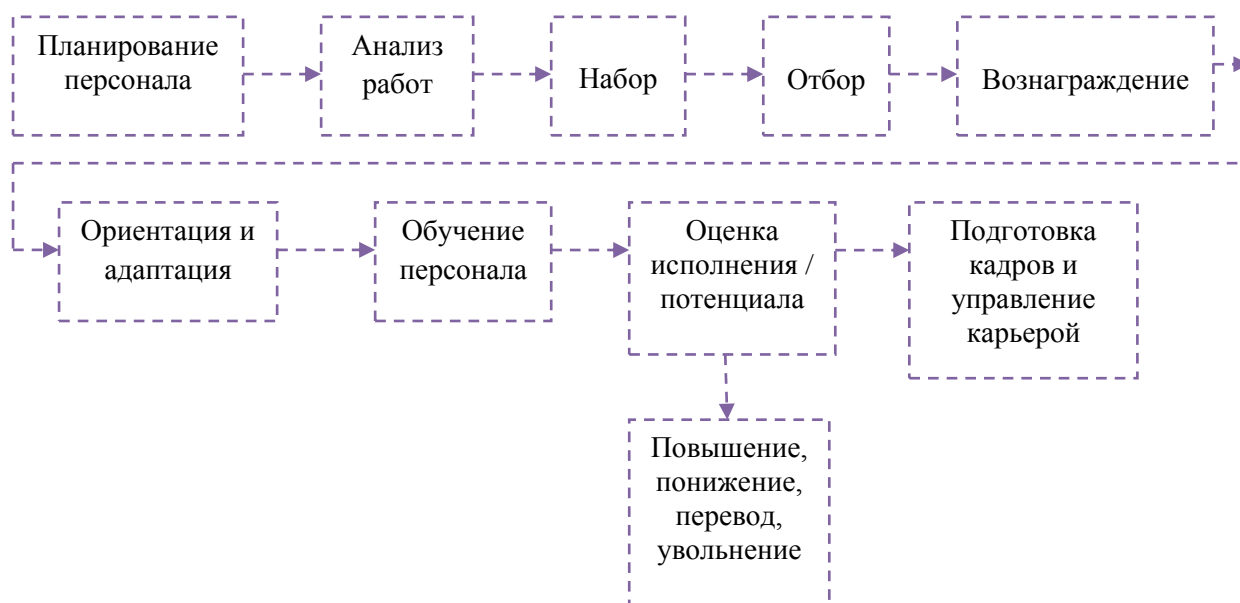 Планирование
персонала
Анализ
работ
Набор
Отбор
Вознаграждение
Ориентация и
адаптация
Обучение
персонала
Оценка
исполнения /
потенциала
Подготовка
кадров и
управление
карьерой
Повышение,
понижение,
перевод,
увольнение